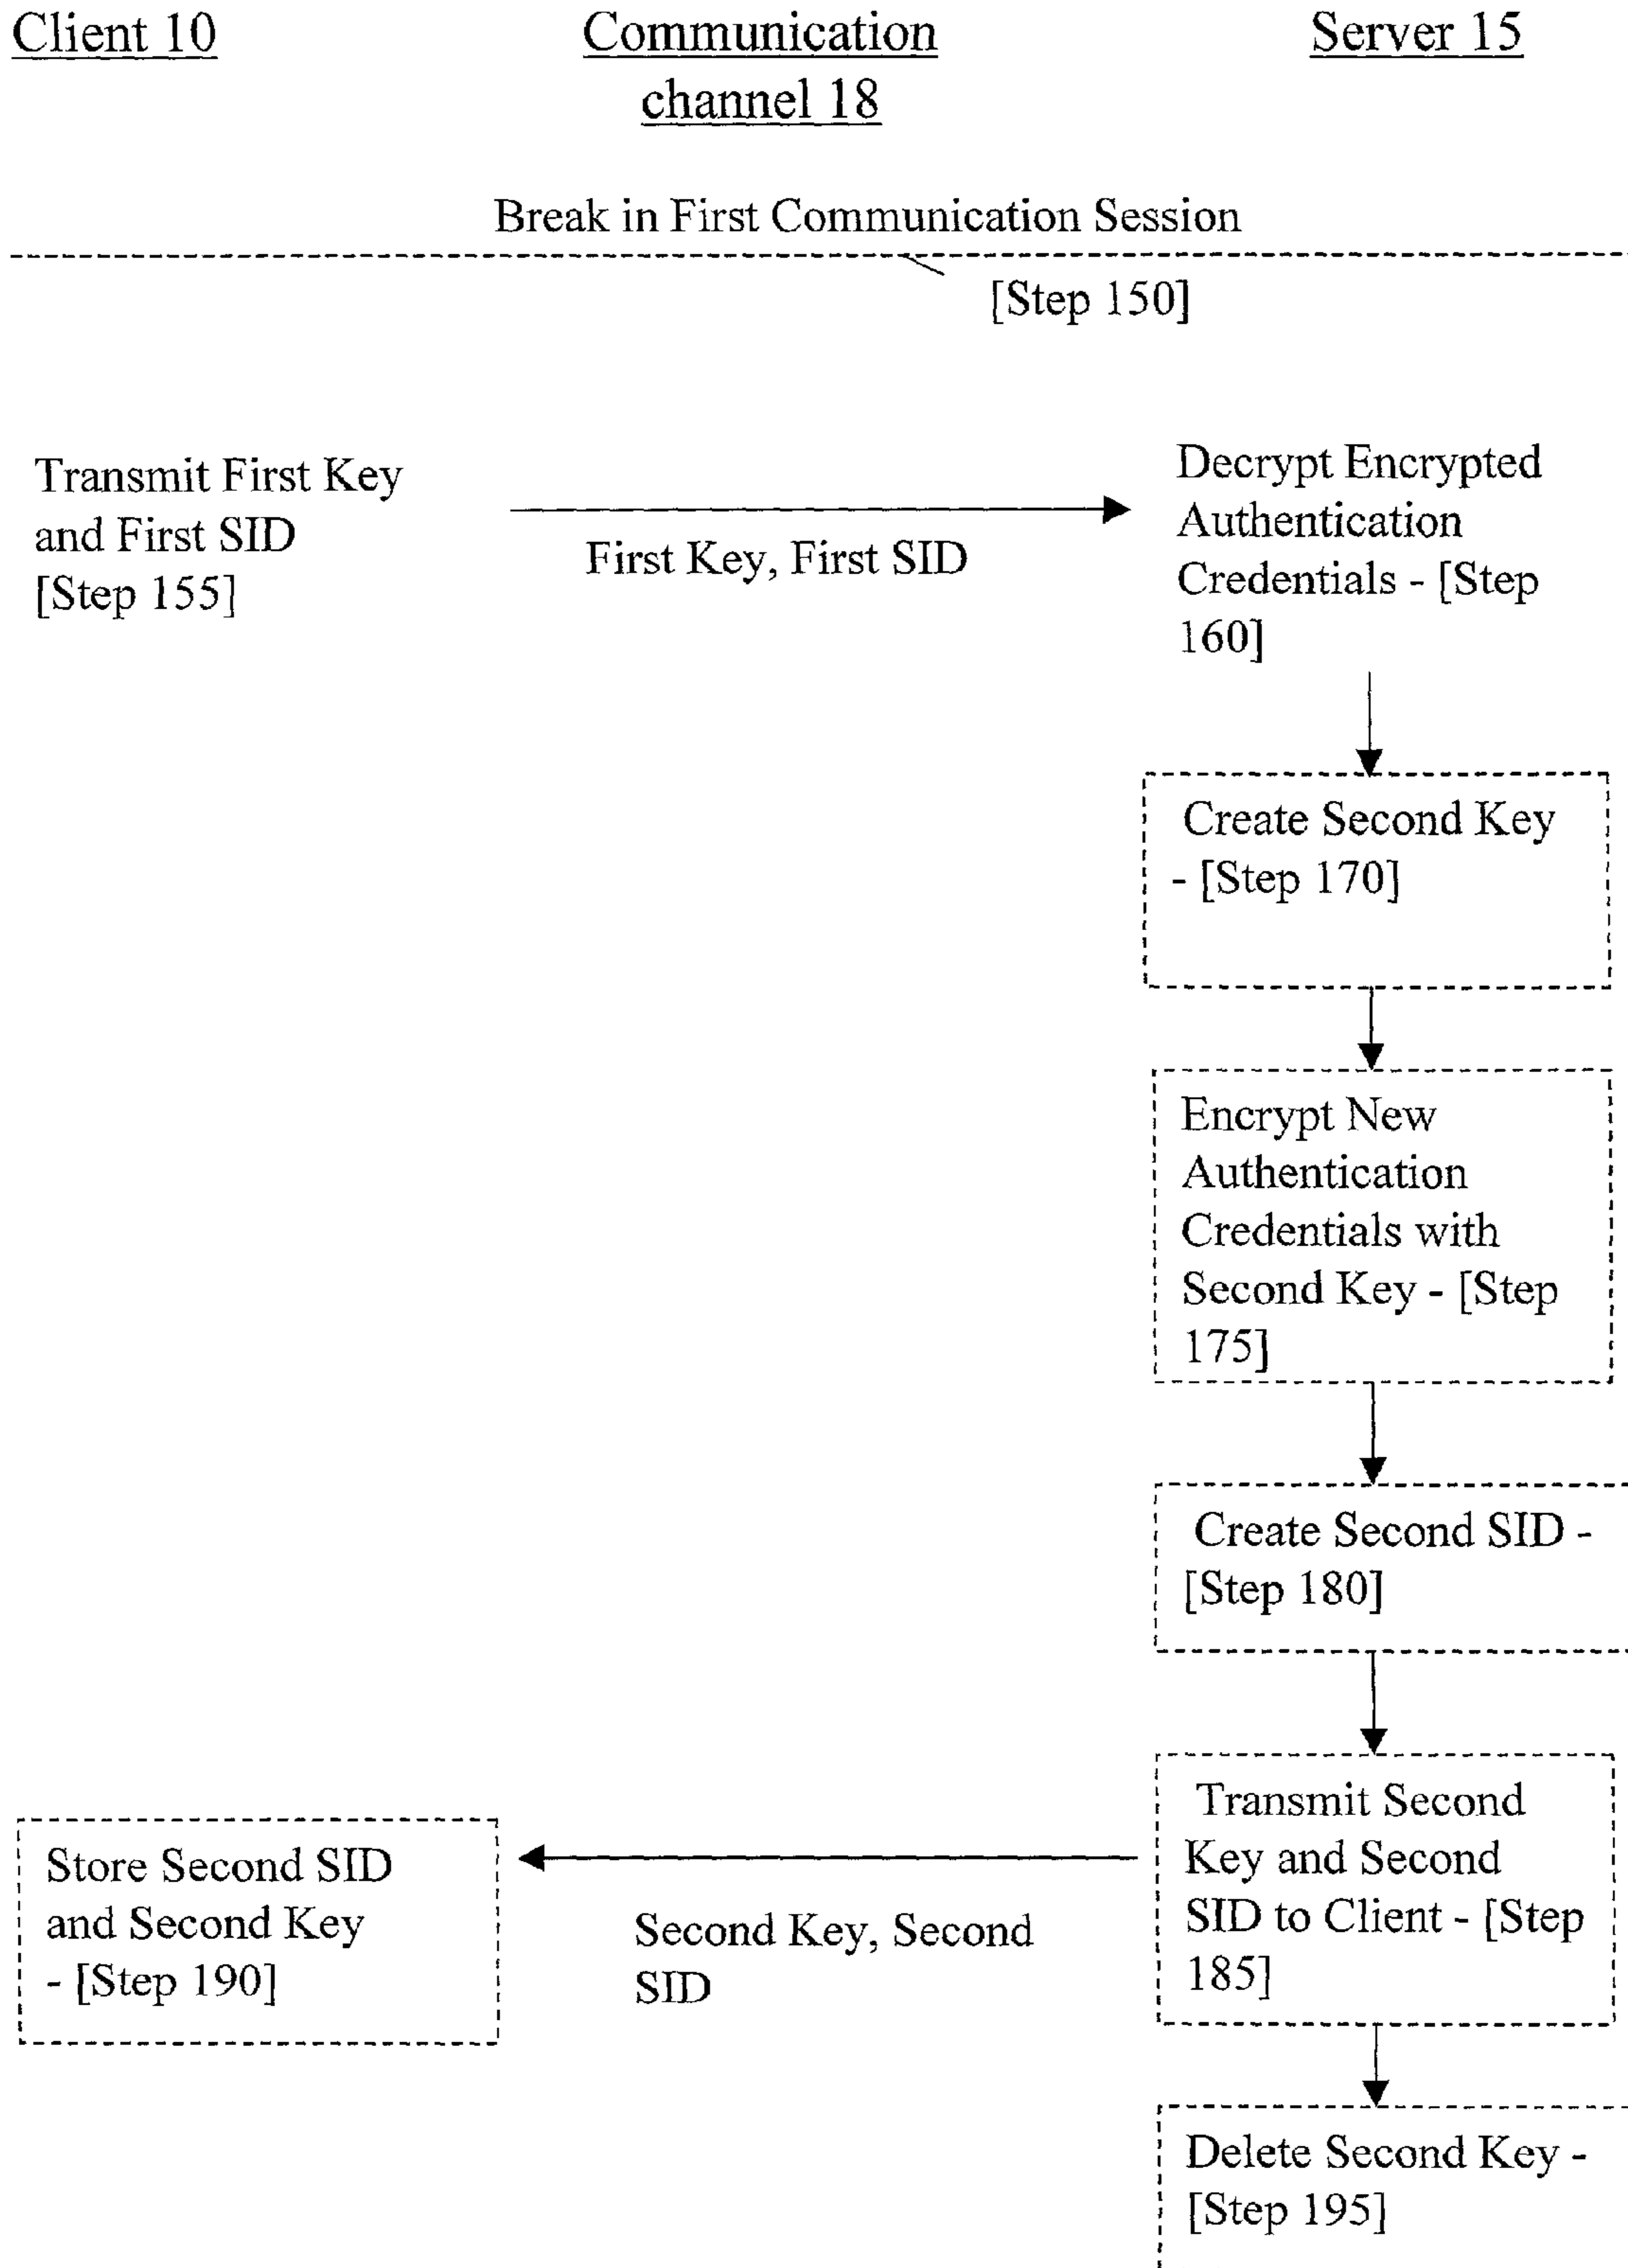 Client 10
Communication
channel 18
Server 15
Break in First Communication Session
[Step 150]
Transmit First Key
and First SID
[Step 155]
First Key, First SID
Decrypt Encrypted
Authentication
Credentials - [Step
160]
Create Second Key
- [Step 170]
Encrypt New
Authentication
Credentials with
Second Key - [Step
175]
Create Second SID -
[Step 180]
Transmit Second
Key and Second
SID to Client - [Step
185]
Second Key, Second
SID
Store Second SID
and Second Key
- [Step 190]
Delete Second Key -
[Step 195]